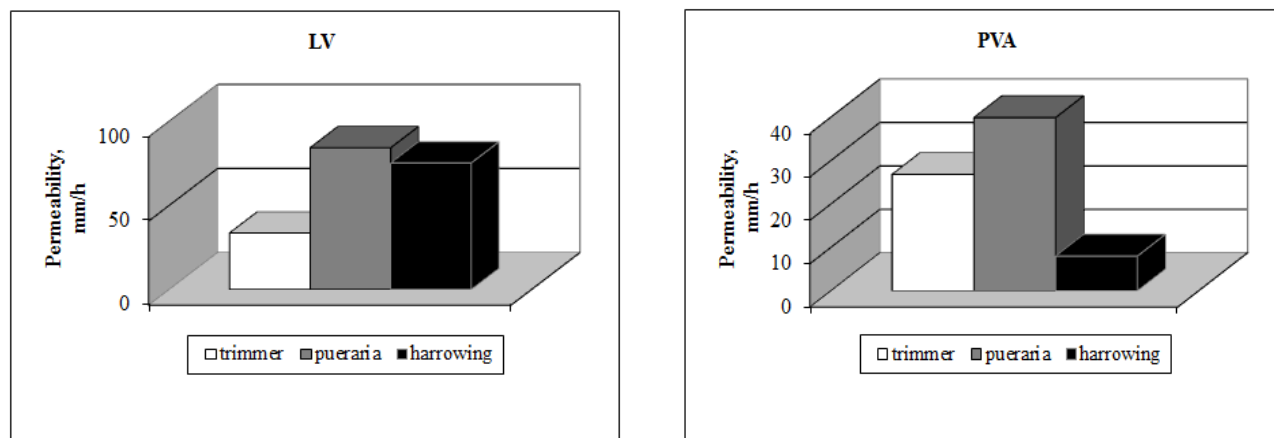 LV
Permeability,
mm/h
100
50
0
trimmer pueraria harrowing
PVA
Permeability,
mm/h
40
30
20
10
0
trimmer pueraria harrowing